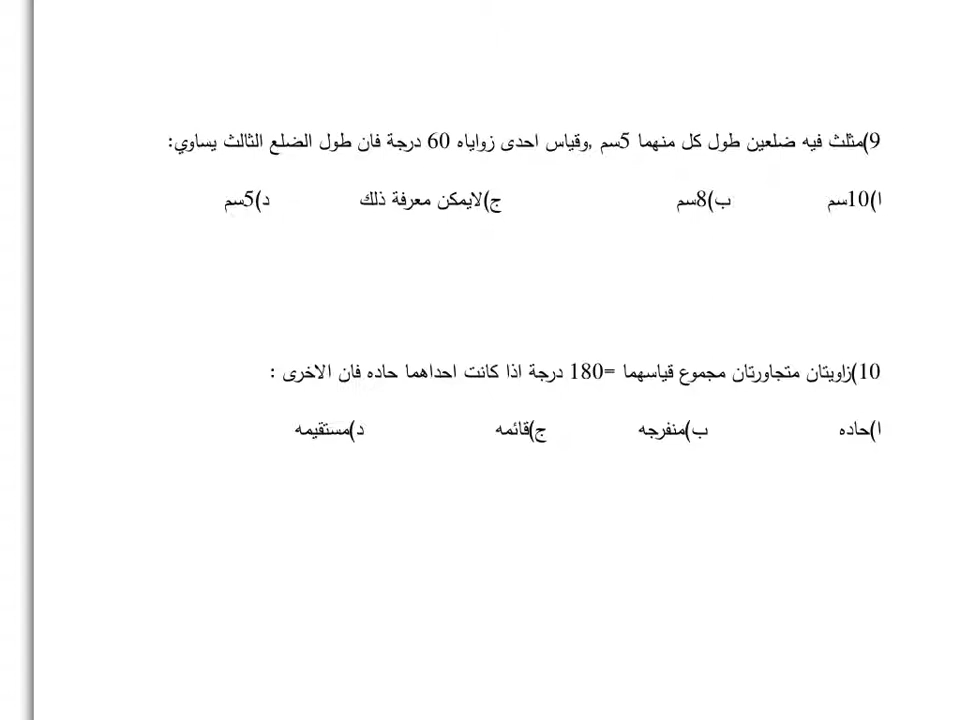 9)مثلث فيه ضلعين طول كل منهما 5سم ,وقياس احدى زواياه 60 درجة فان طول الضلع الثالث يساوي:
ا)10سم ب)8سم ج)لايمكن معرفة ذلك د)5سم
10)زاويتان متجاورتان مجموع قياسهما =180 درجة اذا كانت احداهما حاده فان الاخرى :
ا)حاده ب)منفرجه ج)قائمه د)مستقيمه